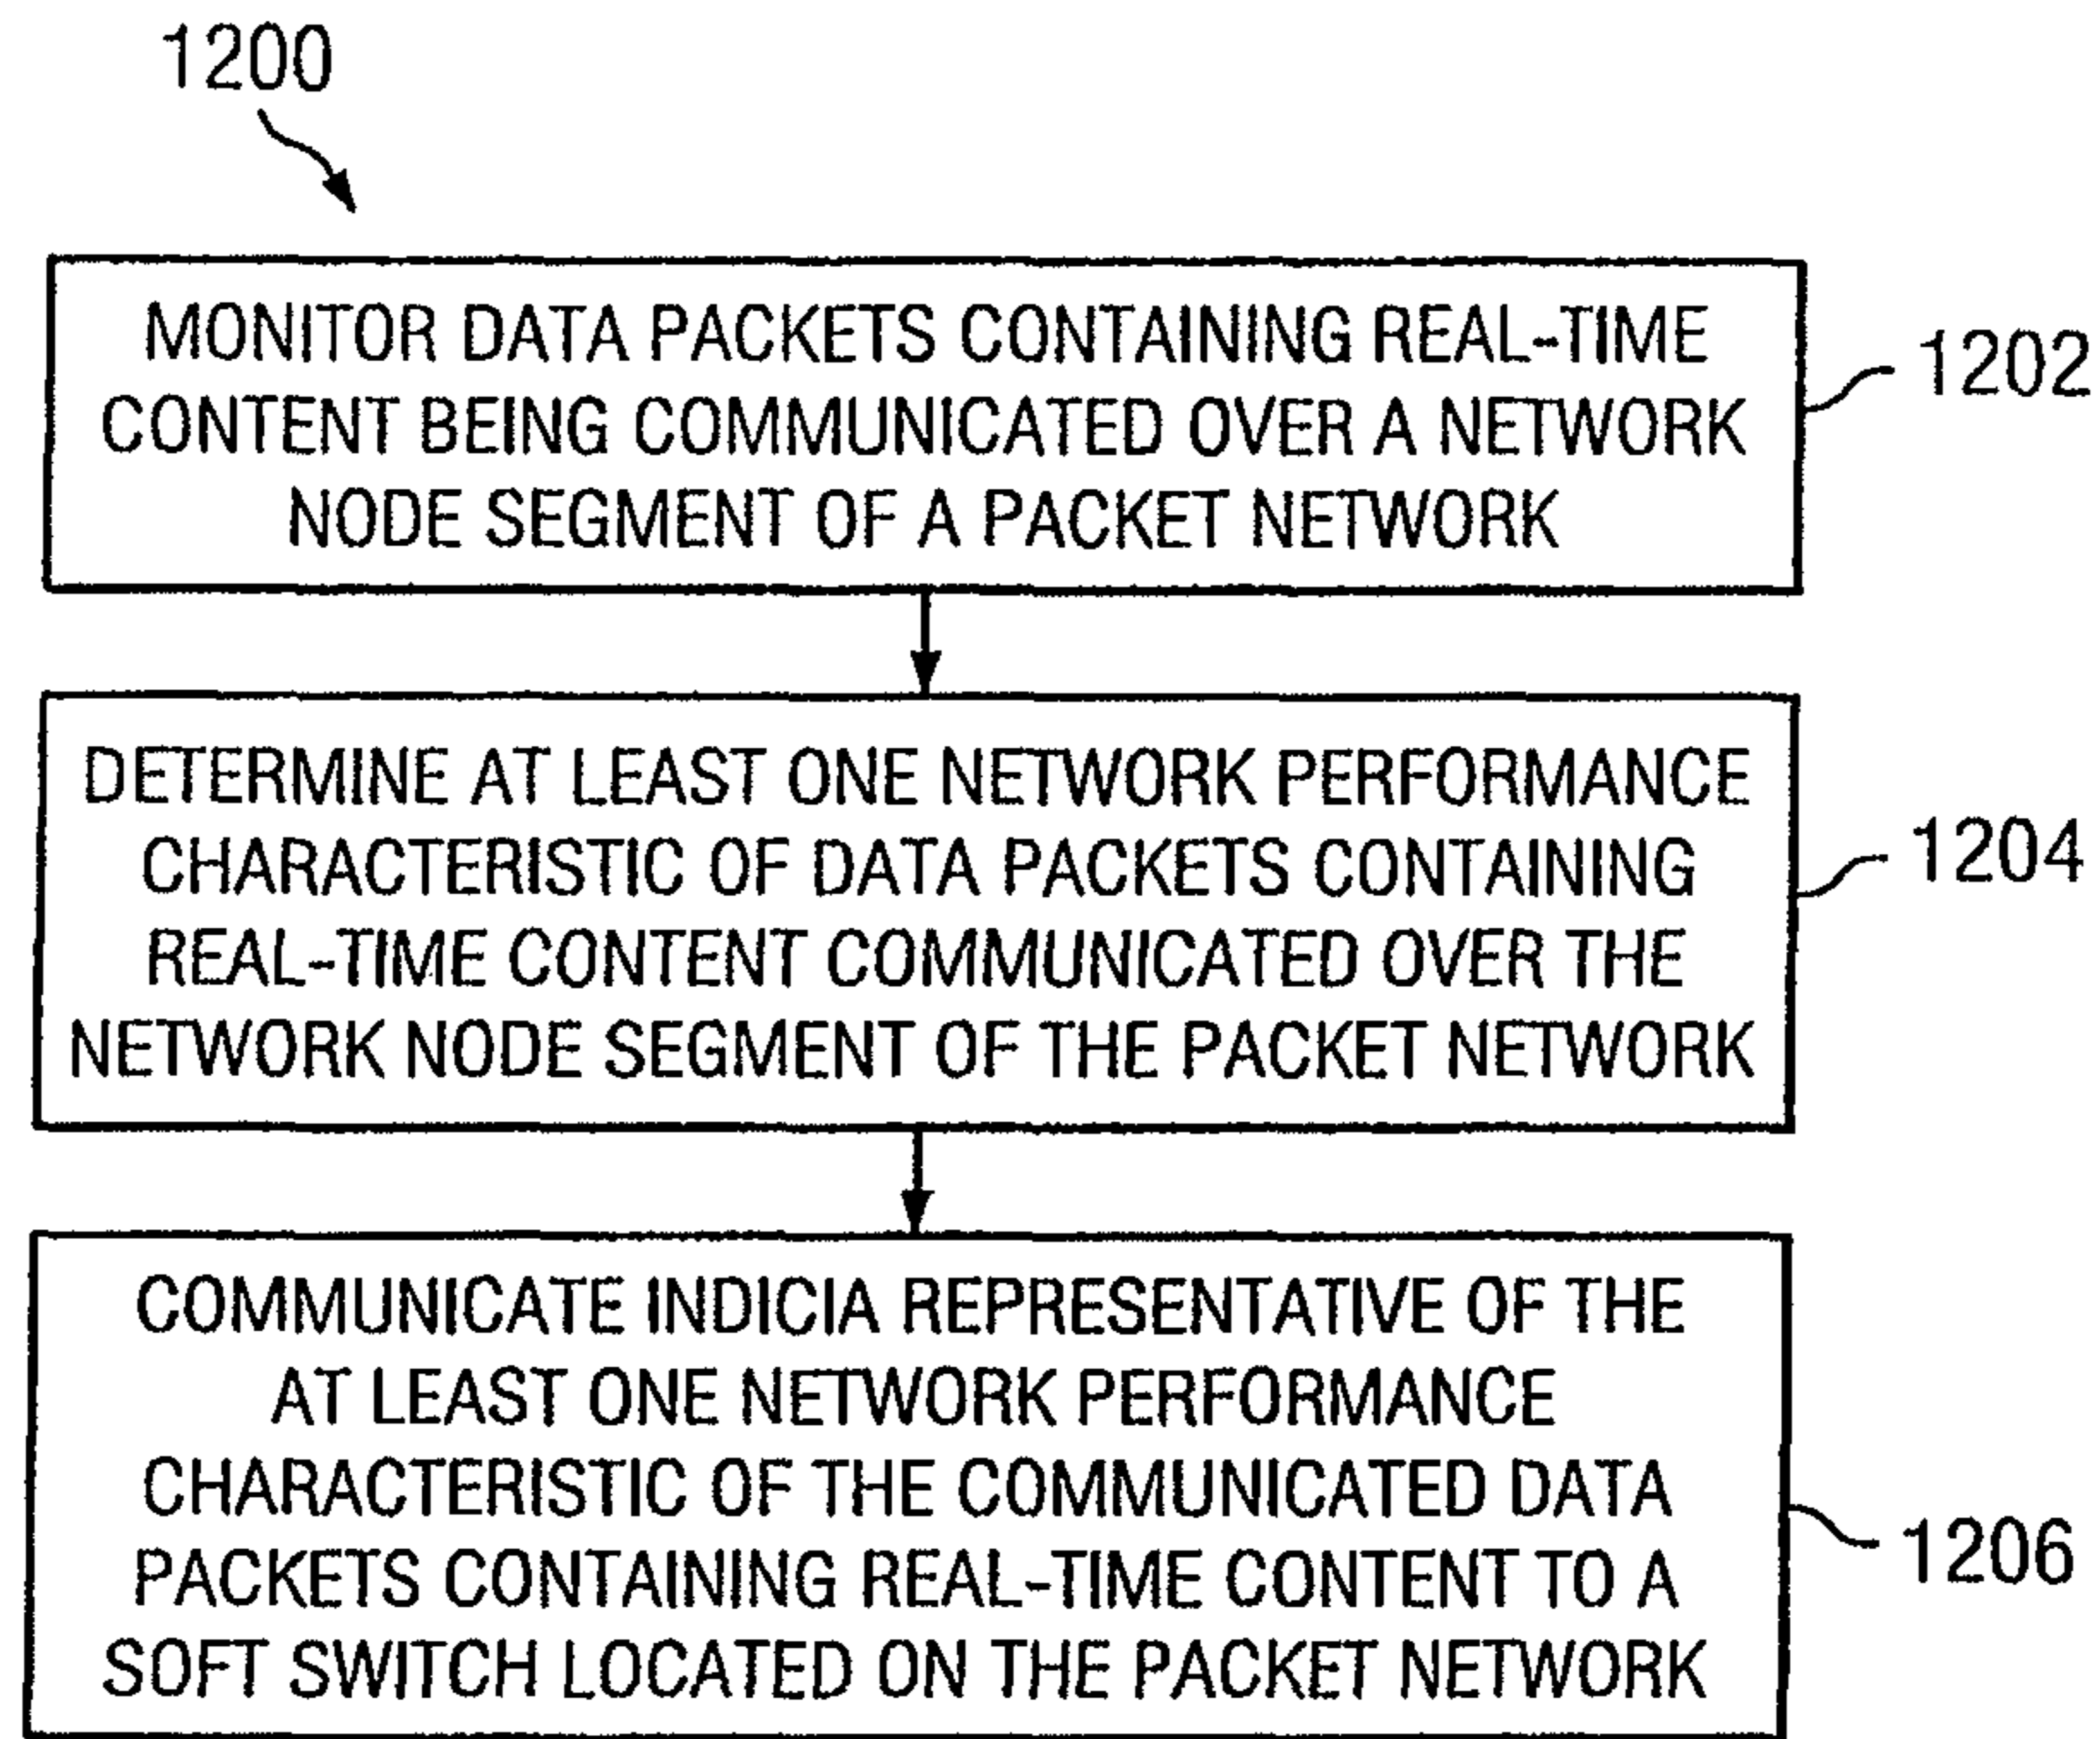 1200
MONITOR DATA PACKETS CONTAINING REAL-TIME
CONTENT BEING COMMUNICATED OVER A NETWORK
NODE SEGMENT OF A PACKET NETWORK
1202
DETERMINE AT LEAST ONE NETWORK PERFORMANCE
CHARACTERISTIC OF DATA PACKETS CONTAINING
REAL-TIME CONTENT COMMUNICATED OVER THE
NETWORK NODE SEGMENT OF THE PACKET NETWORK
1204
COMMUNICATE INDICIA REPRESENTATIVE OF THE
AT LEAST ONE NETWORK PERFORMANCE
CHARACTERISTIC OF THE COMMUNICATED DATA
PACKETS CONTAINING REAL-TIME CONTENT TO A
SOFT SWITCH LOCATED ON THE PACKET NETWORK
1206